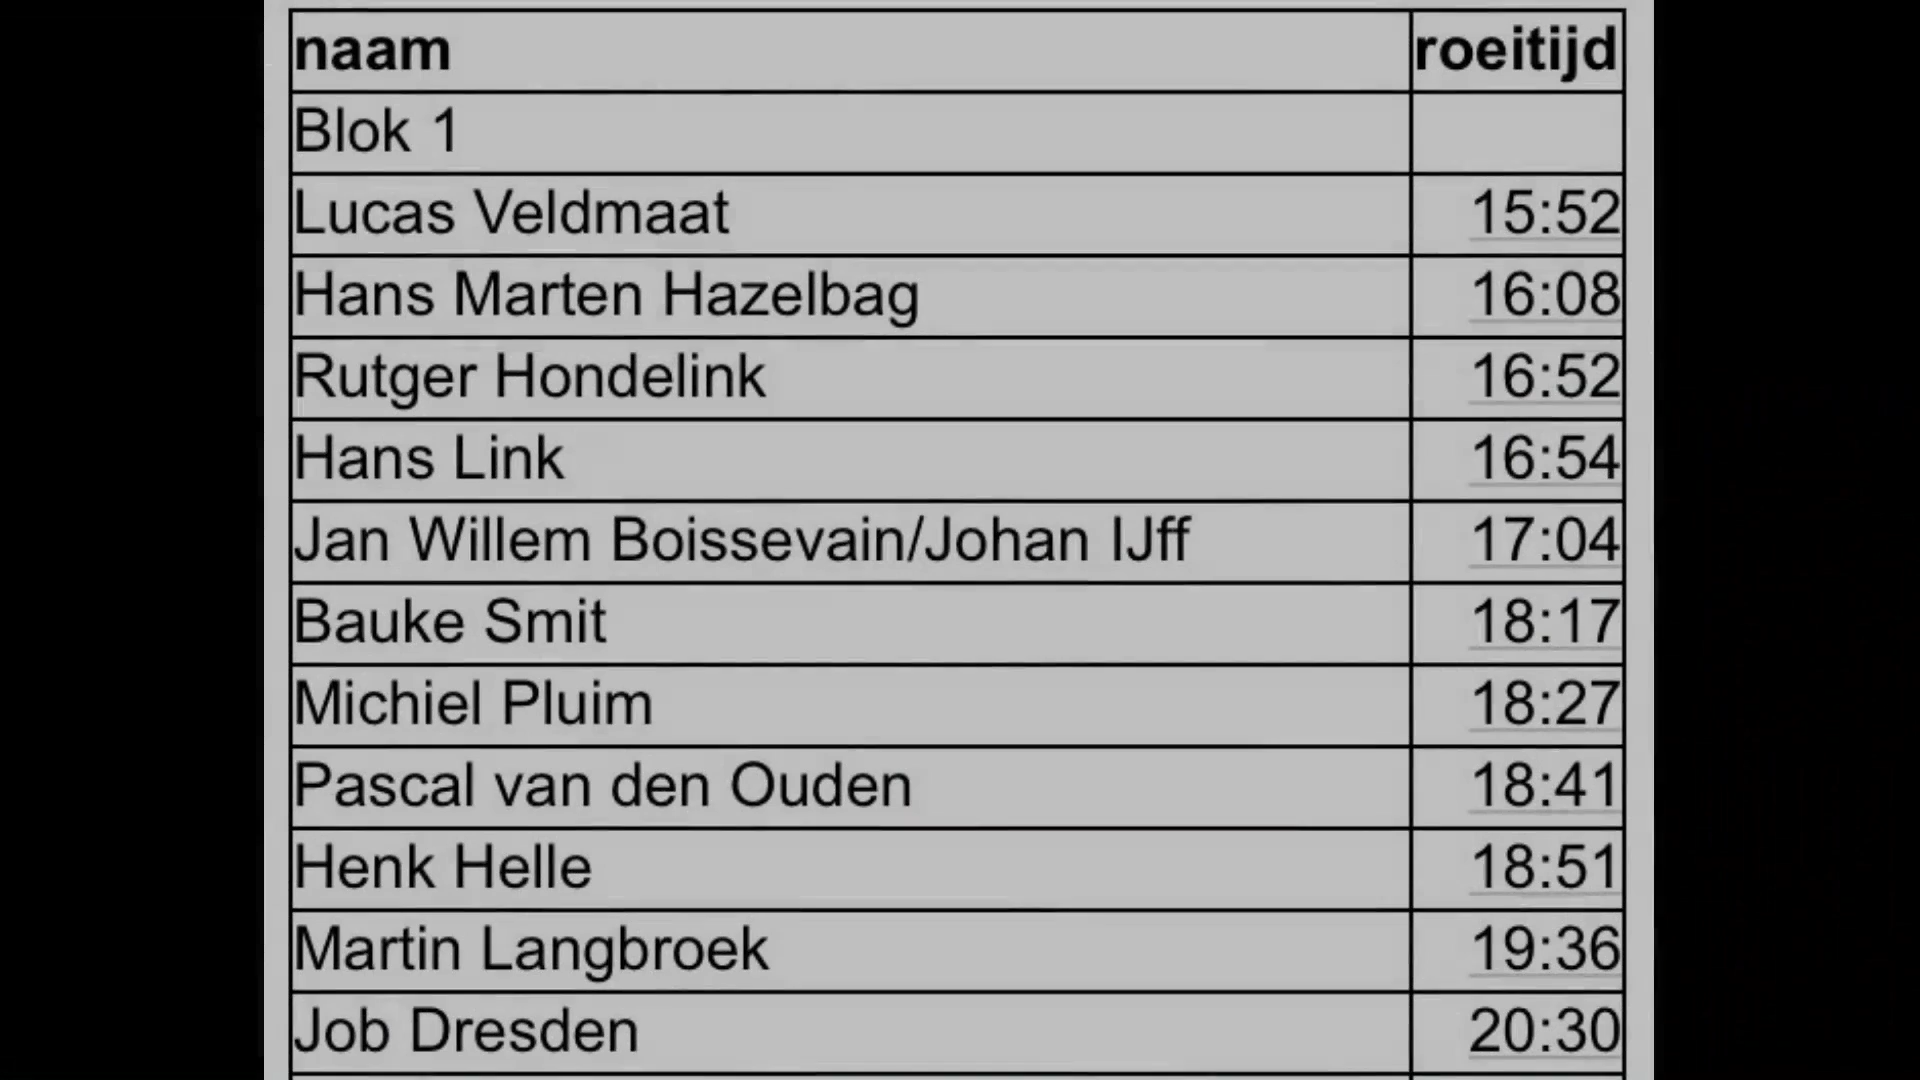 naam roeitijd
Blok 1
Lucas Veldmaat 15:52
Hans Marten Hazelbag 16:08
Rutger Hondelink 16:52
Hans Link 16:54
Jan Willem Boissevain/Johan IJff 17:04
Bauke Smit 18:17
Michiel Pluim 18:27
Pascal van den Ouden 18:41
Henk Helle 18:51
Martin Langbroek 19:36
Job Dresden 20:30